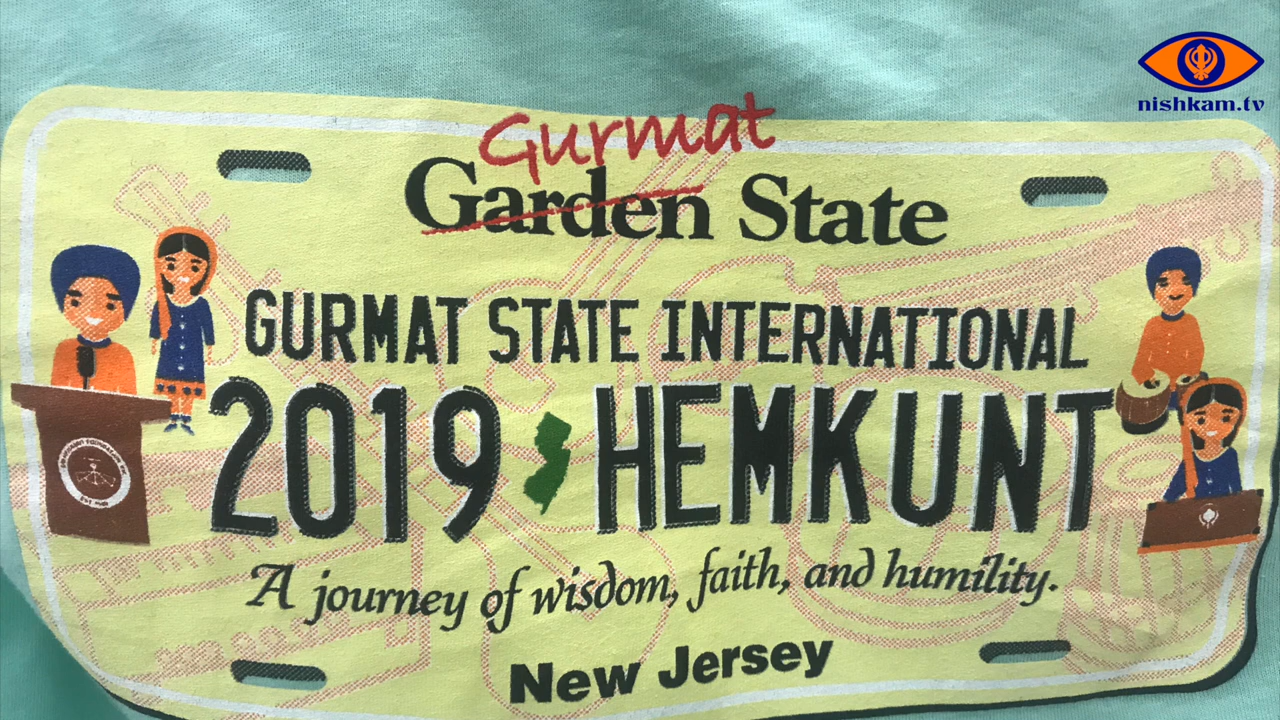 nishkam.tv
Gurmat
Garden State
GURMAT STATE INTERNATIONAL
2019 HEMKUNT
A journey of wisdom, faith, and humility.
New Jersey